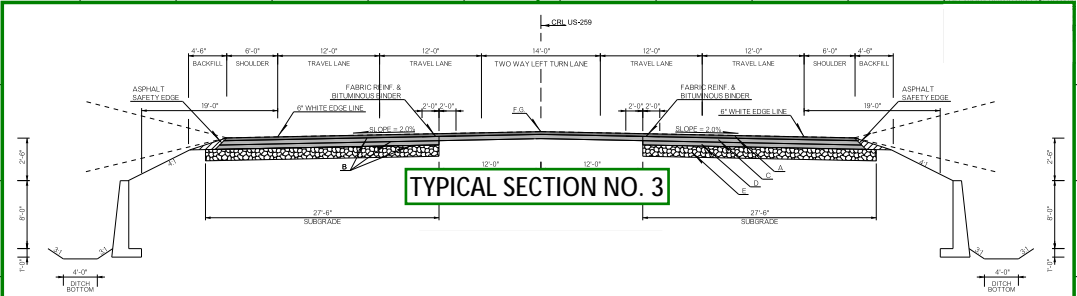 CRL US-259
4'-6" 6'-0" 12'-0" 12'-0" 14'-0" 12'-0" 12'-0" 6'-0" 4'-6"
BACKFILL SHOULDER TRAVEL LANE TRAVEL LANE TWO WAY LEFT TURN LANE TRAVEL LANE TRAVEL LANE SHOULDER BACKFILL
ASPHALT
SAFETY EDGE
FABRIC REINF. &
BITUMINOUS BINDER
FABRIC REINF. &
BITUMINOUS BINDER
ASPHALT
SAFETY EDGE
19'-0"
6" WHITE EDGE LINE
2'-0" 2'-0"
F.G.
2'-0" 2'-0"
6" WHITE EDGE LINE
19'-0"
SLOPE = 2.0%
SLOPE = 2.0%
2'-6"
4:1
B
12'-0" 12'-0"
A
C
D
E
4:1
2'-6"
TYPICAL SECTION NO. 3
8'-0"
27'-6"
SUBGRADE
27'-6"
SUBGRADE
8'-0"
1'-0"
3:1 3:1
4'-0"
DITCH
BOTTOM
3:1 3:1
4'-0"
DITCH
BOTTOM
1'-0"